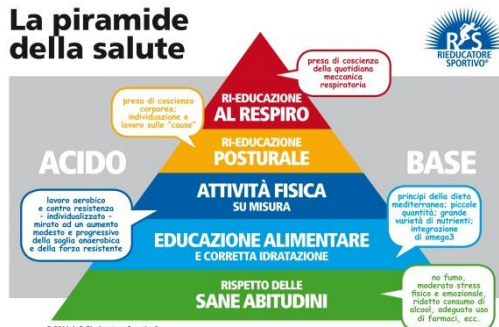 La piramide
della salute
RS
RIEDUCATORE
SPORTIVO®
presa di coscienza
della quotidiana
meccanica
respiratoria
RI-EDUCAZIONE
AL RESPIRO
presa di coscienza
corporea;
individuazione e
lavoro sulle "cause"
RI-EDUCAZIONE
POSTURALE
ACIDO
BASE
ATTIVITÀ FISICA
SU MISURA
lavoro aerobico
e contro resistenza
- individualizzato -
mirato ad un aumento
modesto e progressivo
della soglia anaerobica
e della forza resistente
principi della dieta
mediterranea; piccole
quantità; grande
varietà di nutrienti;
integrazione
di omega3
EDUCAZIONE ALIMENTARE
E CORRETTA IDRATAZIONE
RISPETTO DELLE
SANE ABITUDINI
no fumo,
moderato stress
fisico e emozionale,
ridotto consumo di
alcool, adeguato uso
di farmaci, ecc.